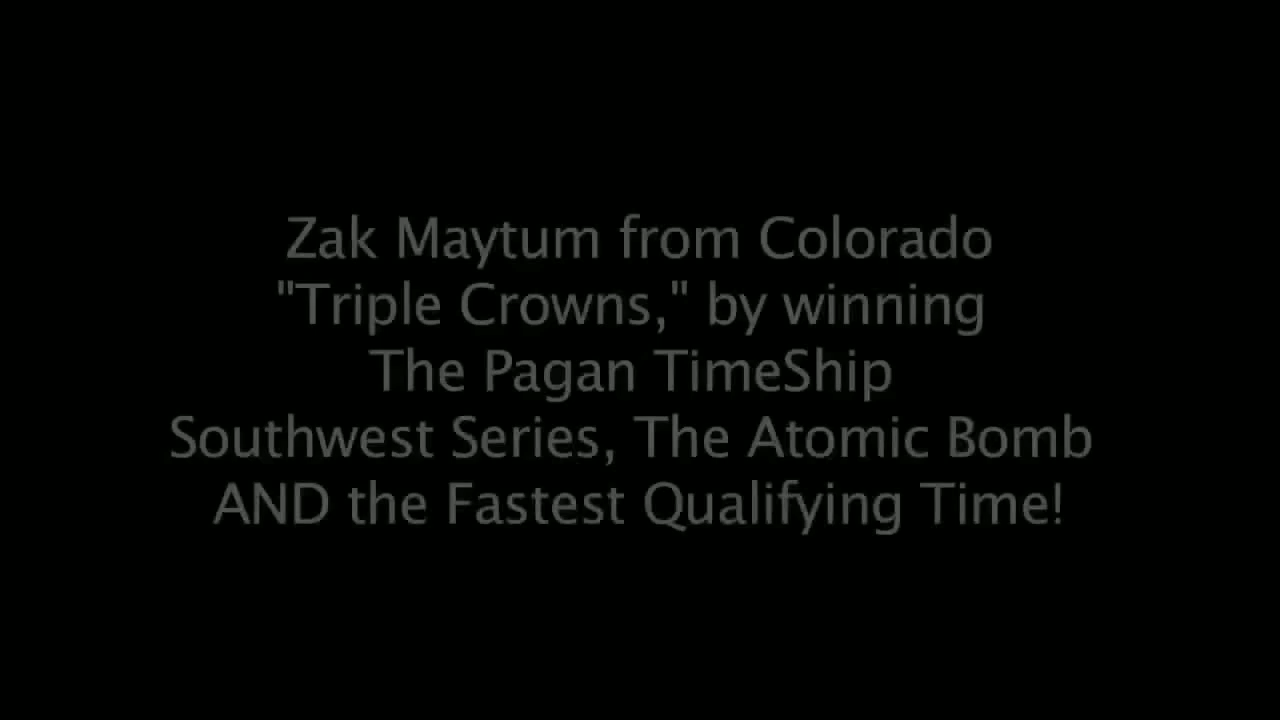 Zak Maytum from Colorado
"Triple Crowns," by winning
The Pagan TimeShip
Southwest Series, The Atomic Bomb
AND the Fastest Qualifying Time!